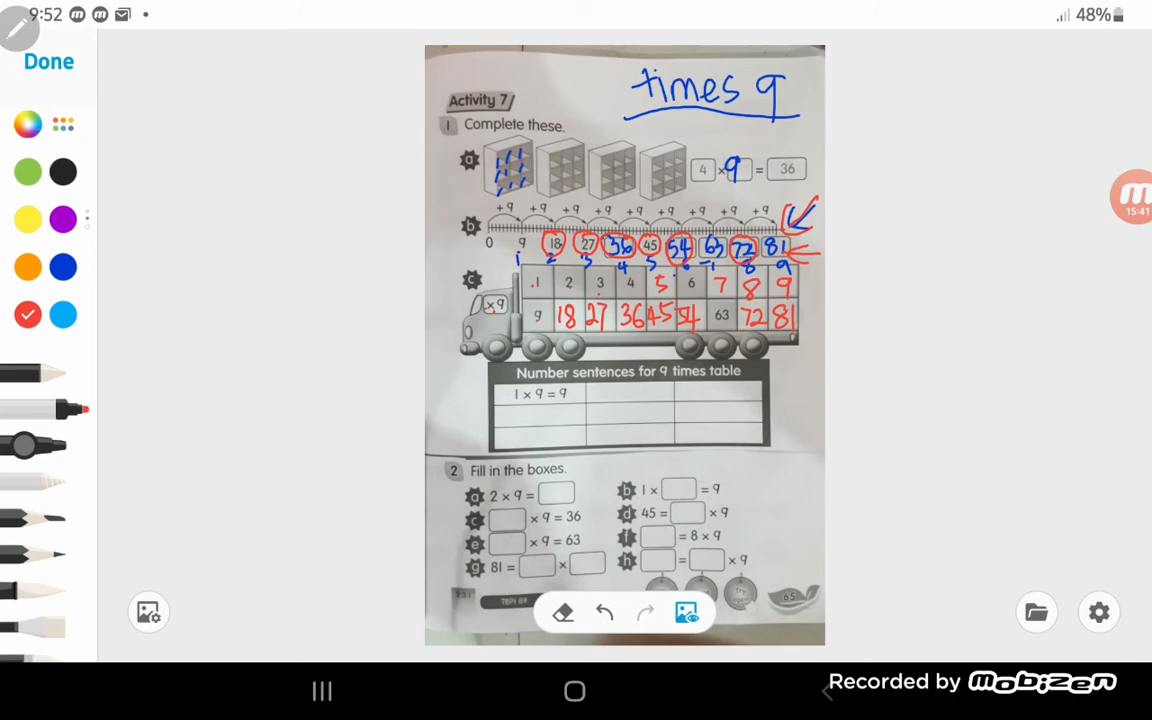 9:52 48%
Done
times 9
Activity 7
1 Complete these.
a 4 × 9 = 36
+9 +9 +9 +9 +9 +9 +9 +9 +9
b
0 9 18 27 36 45 54 63 72 81
1 2 3 4 5 6 7 8 9
c 1 2 3 4 5 6 7 8 9
×9 9 18 27 36 45 54 63 72 81
Number sentences for 9 times table
1 × 9 = 9
2 Fill in the boxes.
a 2 × 9 = b 1 × = 9
c × 9 = 36 d 45 = × 9
e × 9 = 63 f = 8 × 9
g 81 = × h = × 9
TBP1 89 65
15:41
Recorded by mobizen